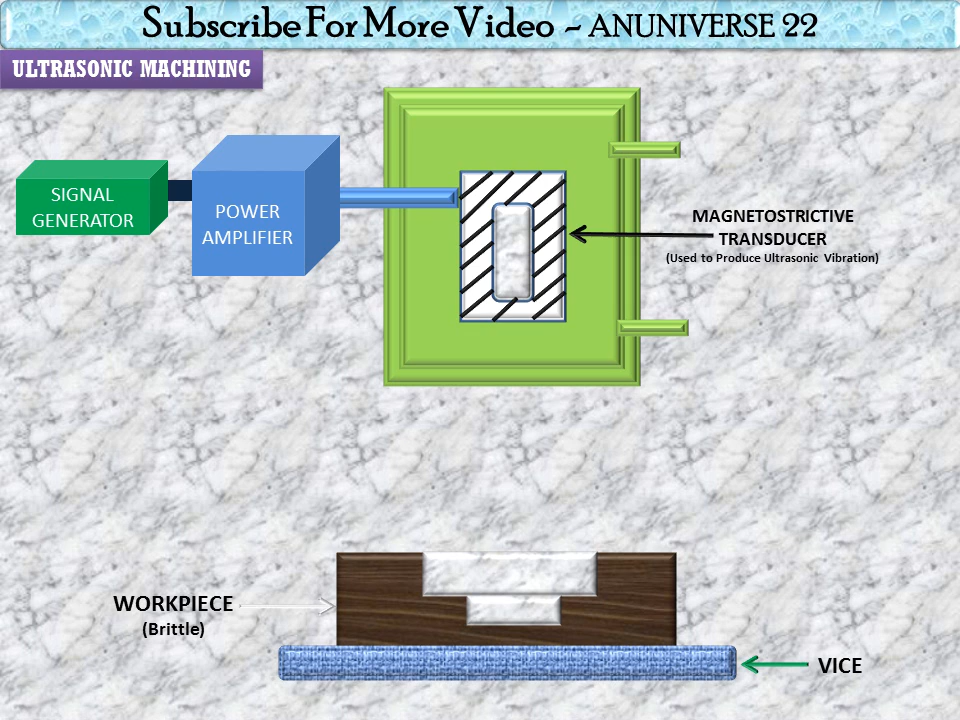 Subscribe For More Video - ANUNIVERSE 22
ULTRASONIC MACHINING
SIGNAL
GENERATOR
POWER
AMPLIFIER
MAGNETOSTRICTIVE
TRANSDUCER
(Used to Produce Ultrasonic Vibration)
WORKPIECE
(Brittle)
VICE